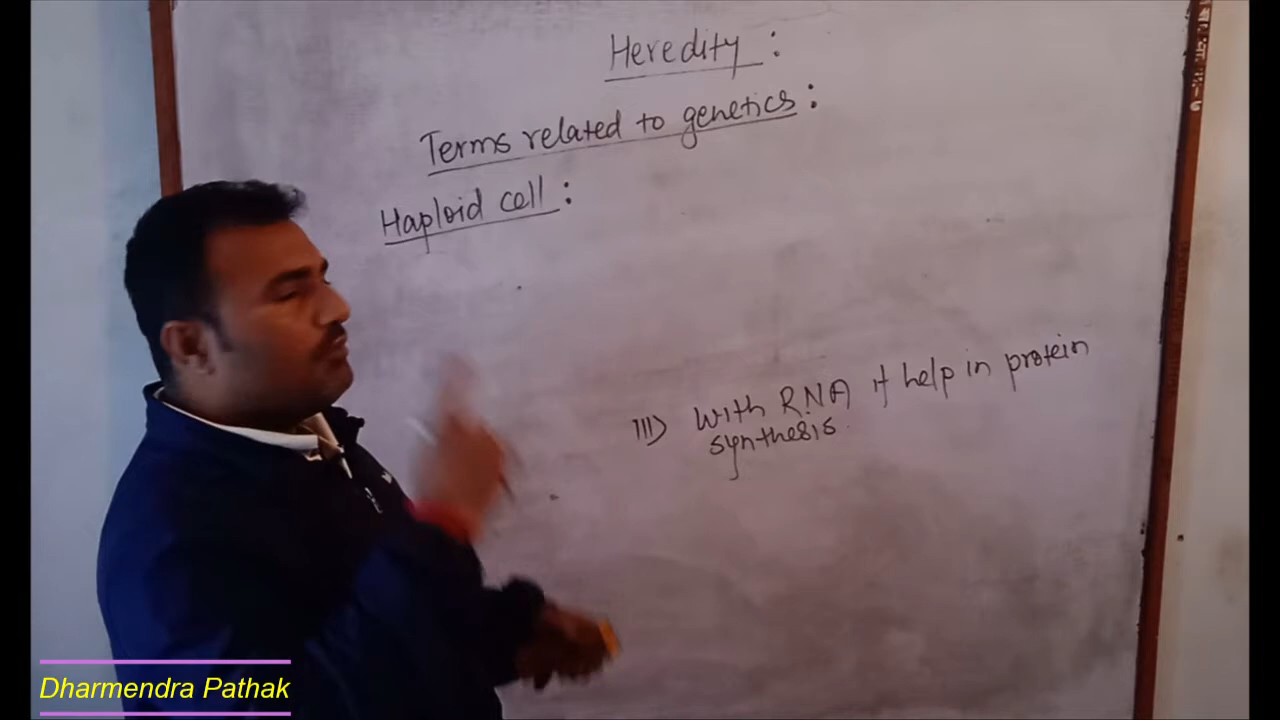 Heredity :
Terms related to genetics :
Haploid cell :
III) With RNA it help in protein
synthesis.
Dharmendra Pathak